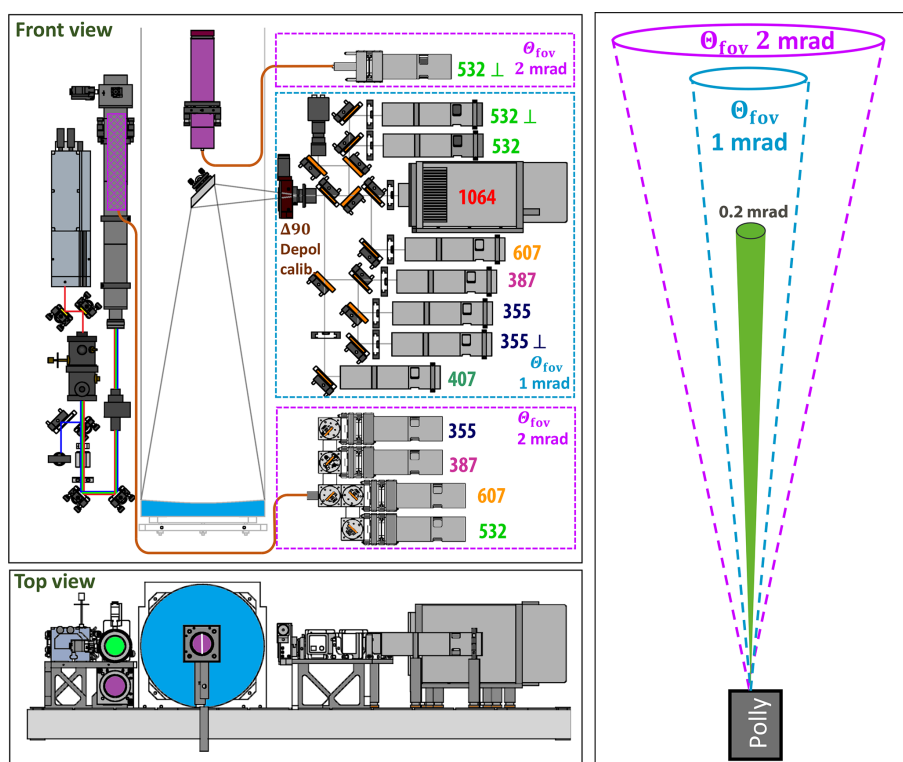 Front view
Θfov
2 mrad
532 ⊥
532 ⊥
532
1064
Δ90
Depol
calib.
607
387
355
355 ⊥
Θfov
1 mrad
407
Θfov
2 mrad
355
387
607
532
Top view
Θfov 2 mrad
Θfov
1 mrad
0.2 mrad
Polly